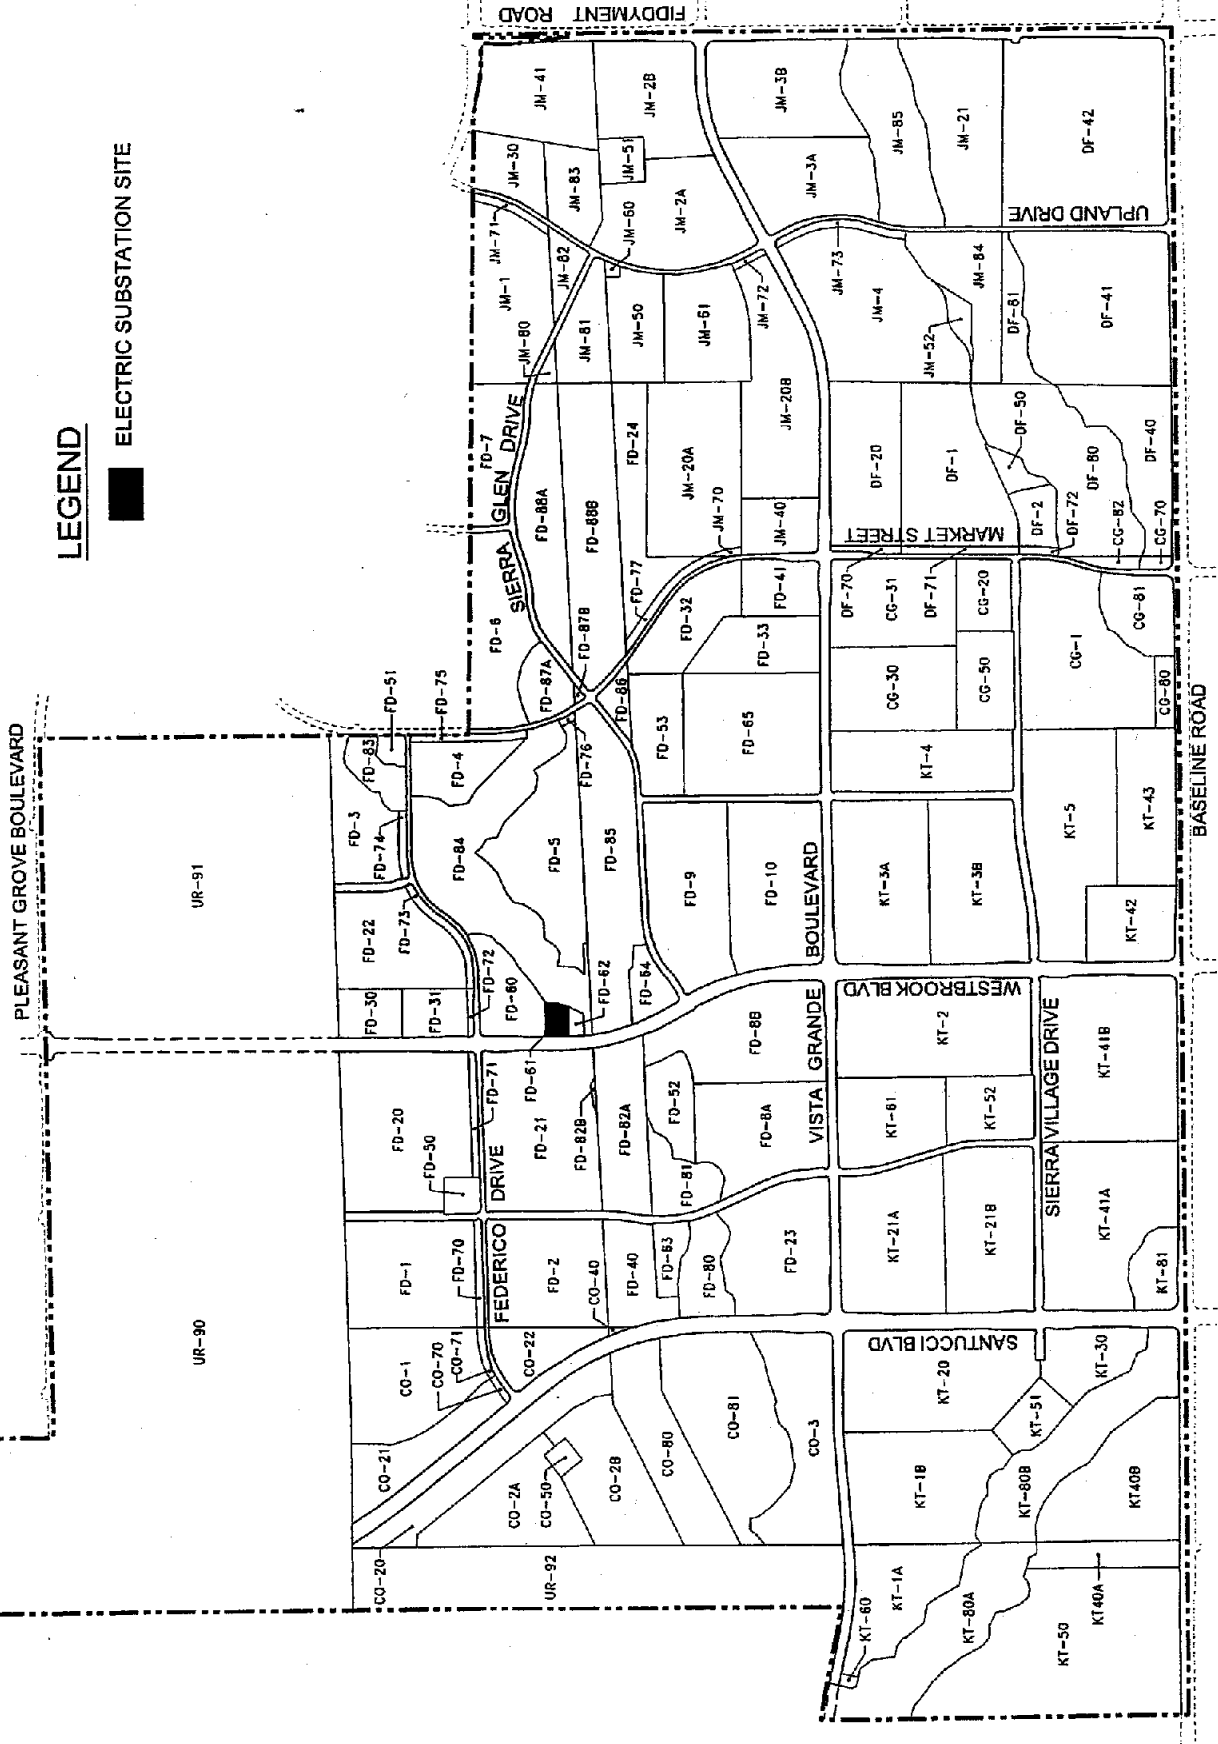 LEGEND
ELECTRIC SUBSTATION SITE
PLEASANT GROVE BOULEVARD
FIDDYMENT ROAD
BASELINE ROAD
UPLAND DRIVE
SIERRA GLEN DRIVE
MARKET STREET
VISTA GRANDE BOULEVARD
WESTBROOK BLVD
SIERRA VILLAGE DRIVE
FEDERICO DRIVE
SANTUCCI BLVD
UR-91
UR-90
UR-92
JM-41
JM-2B
JM-3B
JM-85
JM-21
DF-42
JM-30
JM-83
JM-51
JM-60
JM-2A
JM-3A
JM-71
JM-1
JM-82
JM-80
JM-81
JM-50
JM-61
JM-72
JM-73
JM-4
JM-84
JM-52
DF-81
DF-41
FD-7
FD-88A
FD-88B
FD-24
JM-20A
JM-20B
JM-70
JM-40
DF-20
DF-1
DF-50
DF-2
DF-80
DF-40
DF-72
CG-82
CG-70
DF-70
DF-71
FD-6
FD-87A
FD-87B
FD-77
FD-32
FD-41
FD-33
FD-86
FD-53
FD-65
CG-31
CG-20
CG-30
CG-50
CG-1
CG-81
CG-80
FD-51
FD-75
FD-83
FD-4
FD-76
FD-3
FD-74
FD-84
FD-5
FD-85
FD-9
FD-10
KT-4
KT-3A
KT-3B
KT-5
KT-43
KT-42
FD-22
FD-73
FD-72
FD-30
FD-31
FD-60
FD-62
FD-64
FD-61
FD-8B
KT-2
KT-41B
FD-20
FD-50
FD-71
FD-21
FD-82B
FD-82A
FD-52
FD-81
FD-8A
KT-61
KT-52
FD-1
FD-70
FD-2
CO-40
FD-40
FD-63
FD-80
FD-23
KT-21A
KT-21B
KT-41A
KT-81
CO-1
CO-70
CO-71
CO-22
CO-21
CO-20
CO-2A
CO-50
CO-2B
CO-80
CO-81
CO-3
KT-20
KT-30
KT-51
KT-1B
KT-80B
KT40B
KT-60
KT-1A
KT-80A
KT-50
KT40A